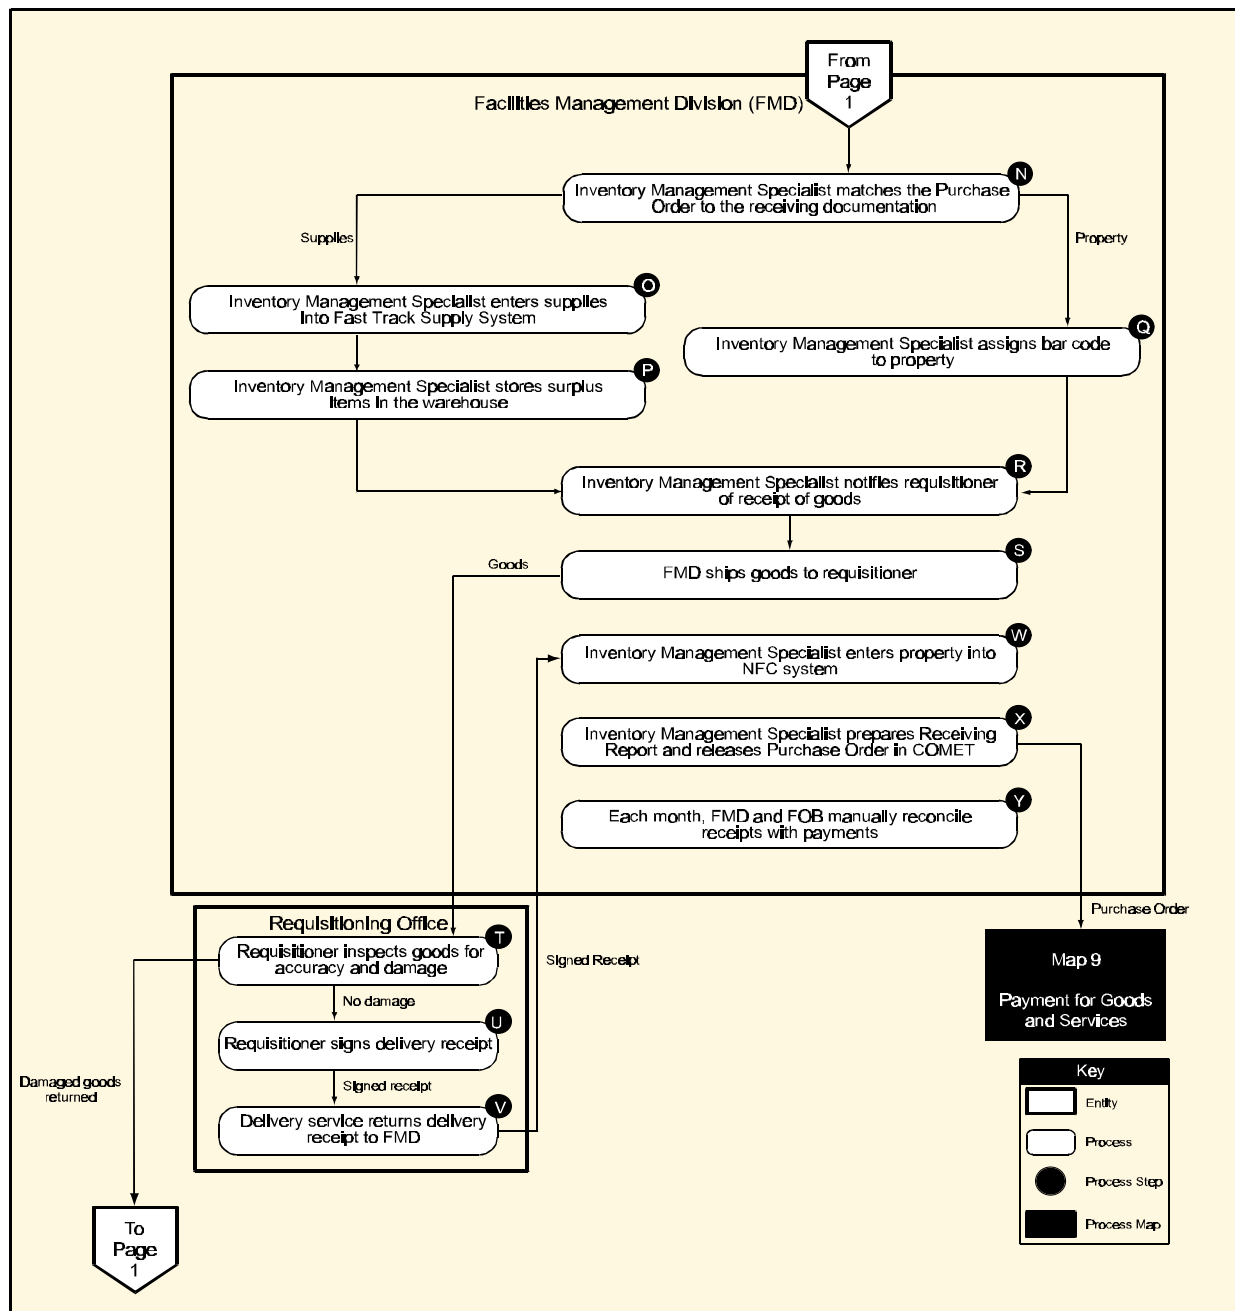 From
Page
1
Facilities Management Division (FMD)
N
Inventory Management Specialist matches the Purchase
Order to the receiving documentation
Supplies
Property
O
Inventory Management Specialist enters supplies
Into Fast Track Supply System
Q
Inventory Management Specialist assigns bar code
to property
P
Inventory Management Specialist stores surplus
Items In the warehouse
R
Inventory Management Specialist notifies requisitioner
of receipt of goods
Goods
S
FMD ships goods to requisitioner
W
Inventory Management Specialist enters property into
NFC system
X
Inventory Management Specialist prepares Receiving
Report and releases Purchase Order in COMET
Y
Each month, FMD and FOB manually reconcile
receipts with payments
Purchase Order
Requisitioning Office
T
Requisitioner inspects goods for
accuracy and damage
Signed Receipt
No damage
U
Requisitioner signs delivery receipt
Signed receipt
V
Delivery service returns delivery
receipt to FMD
Damaged goods
returned
To
Page
1
Map 9
Payment for Goods
and Services
Key
Entity
Process
Process Step
Process Map